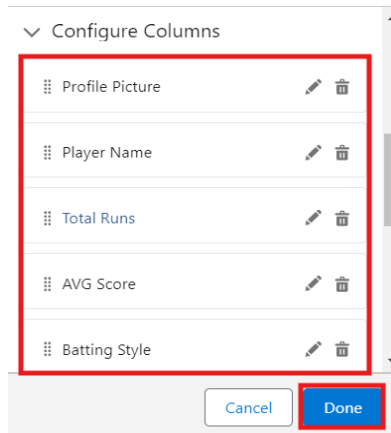 Configure Columns
Profile Picture
Player Name
Total Runs
AVG Score
Batting Style
Cancel Done